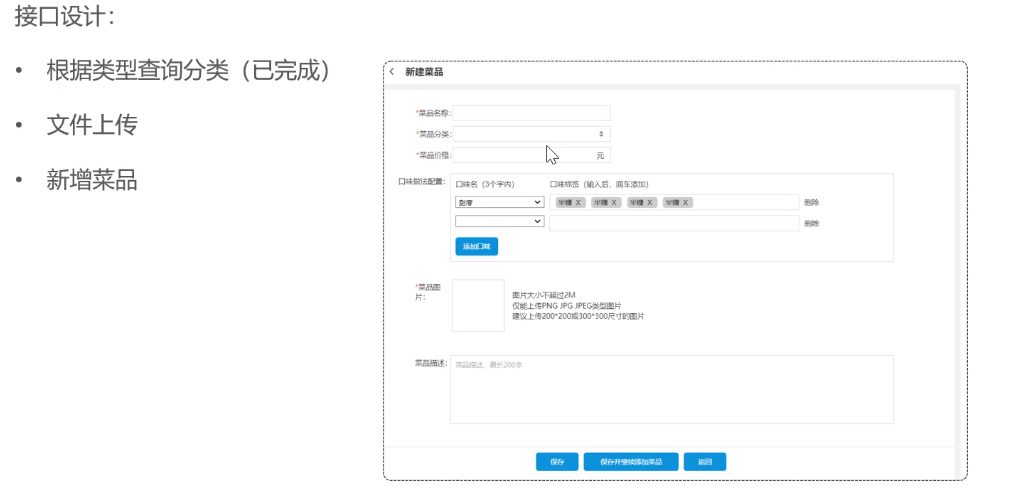 接口设计：
• 根据类型查询分类（已完成）
• 文件上传
• 新增菜品
< 新建菜品
*菜品名称:
*菜品分类:
*菜品价格: 元
口味做法配置: 口味名（3个字内） 口味标签（输入后，回车添加）
甜度 半糖 X 半糖 X 半糖 X 半糖 X 删除
删除
添加口味
*菜品图片:
图片大小不超过2M
仅能上传PNG JPG JPEG类型图片
建议上传200*200或300*300尺寸的图片
菜品描述: 菜品描述，最长200字
保存 保存并继续添加菜品 返回